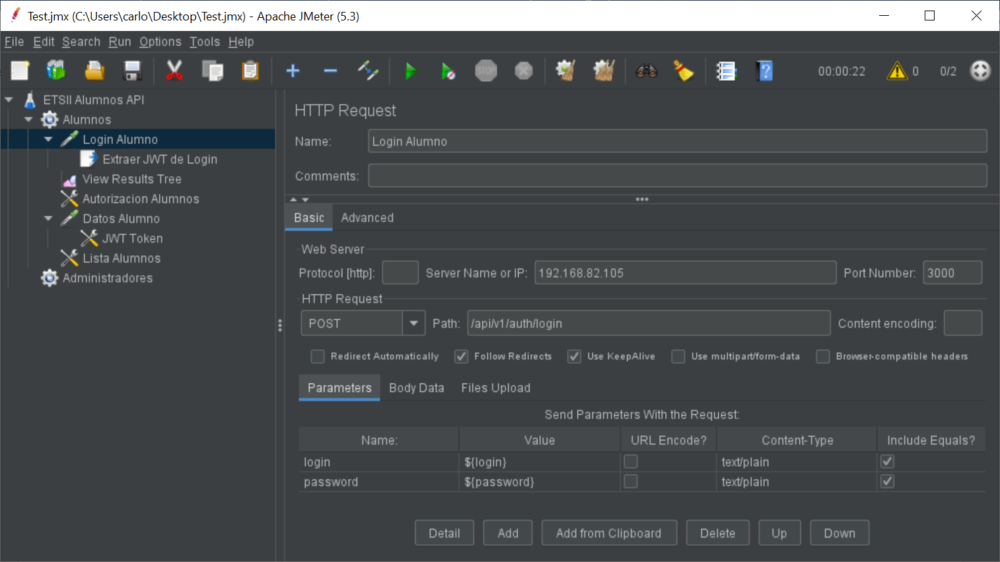 Test.jmx (C:\Users\carlo\Desktop\Test.jmx) - Apache JMeter (5.3)
File Edit Search Run Options Tools Help
STOP 00:00:22 0 0/2
ETSII Alumnos API
Alumnos
Login Alumno
Extraer JWT de Login
View Results Tree
Autorizacion Alumnos
Datos Alumno
JWT Token
Lista Alumnos
Administradores
HTTP Request
Name: Login Alumno
Comments:
Basic Advanced
Web Server
Protocol [http]: Server Name or IP: 192.168.82.105 Port Number: 3000
HTTP Request
POST Path: /api/v1/auth/login Content encoding:
Redirect Automatically Follow Redirects Use KeepAlive Use multipart/form-data Browser-compatible headers
Parameters Body Data Files Upload
Send Parameters With the Request:
Name: Value URL Encode? Content-Type Include Equals?
login ${login} text/plain
password ${password} text/plain
Detail Add Add from Clipboard Delete Up Down